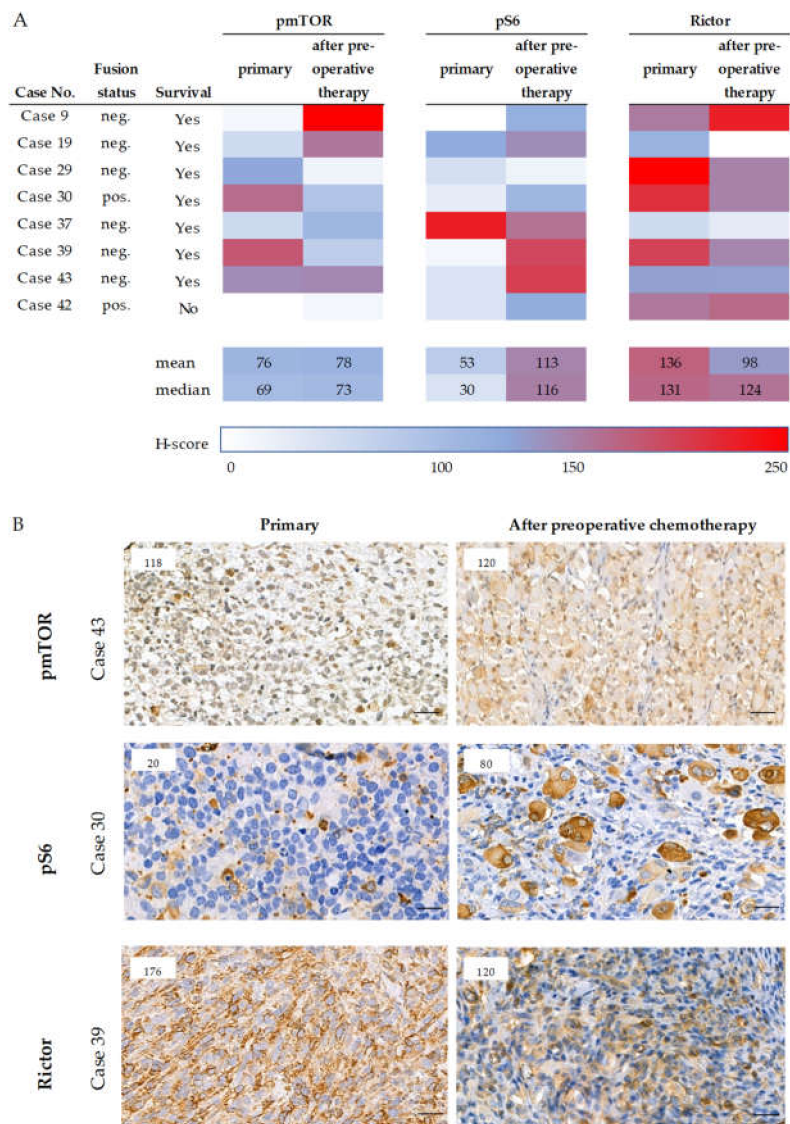 A
pmTOR pS6 Rictor
after pre- after pre- after pre-
Fusion primary operative primary operative primary operative
Case No. status Survival therapy therapy therapy
Case 9 neg. Yes
Case 19 neg. Yes
Case 29 neg. Yes
Case 30 pos. Yes
Case 37 neg. Yes
Case 39 neg. Yes
Case 43 neg. Yes
Case 42 pos. No
mean 76 78 53 113 136 98
median 69 73 30 116 131 124
H-score
0 100 150 250
B
Primary After preoperative chemotherapy
pmTOR Case 43 118 120
pS6 Case 30 20 80
Rictor Case 39 176 120